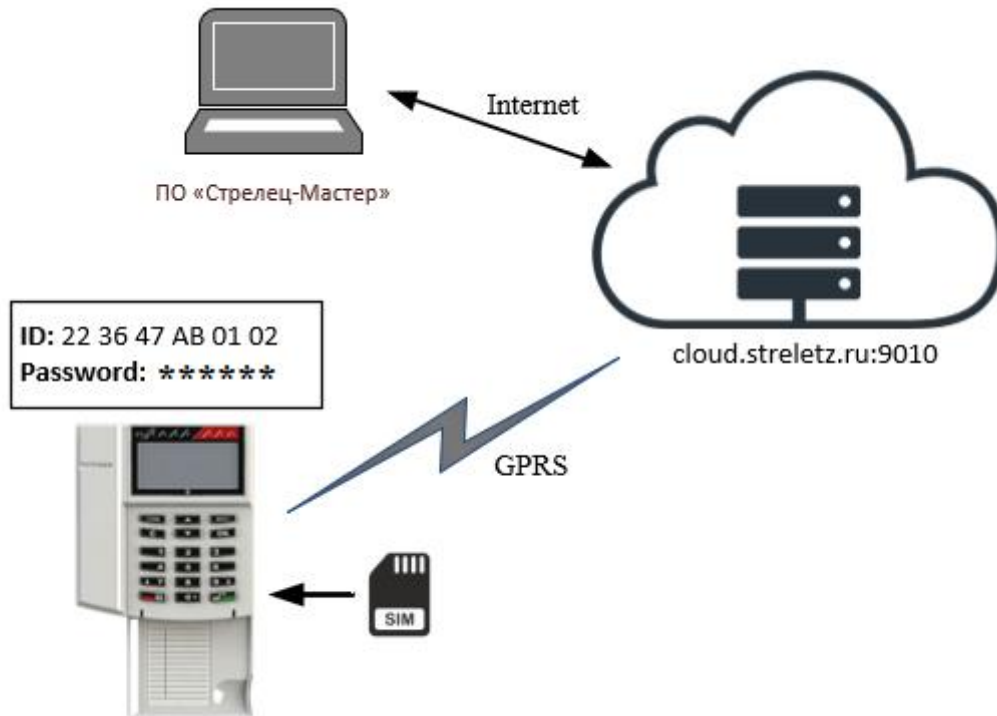 Internet
ПО «Стрелец-Мастер»
cloud.streletz.ru:9010
ID: 22 36 47 AB 01 02
Password: ******
GPRS
SIM